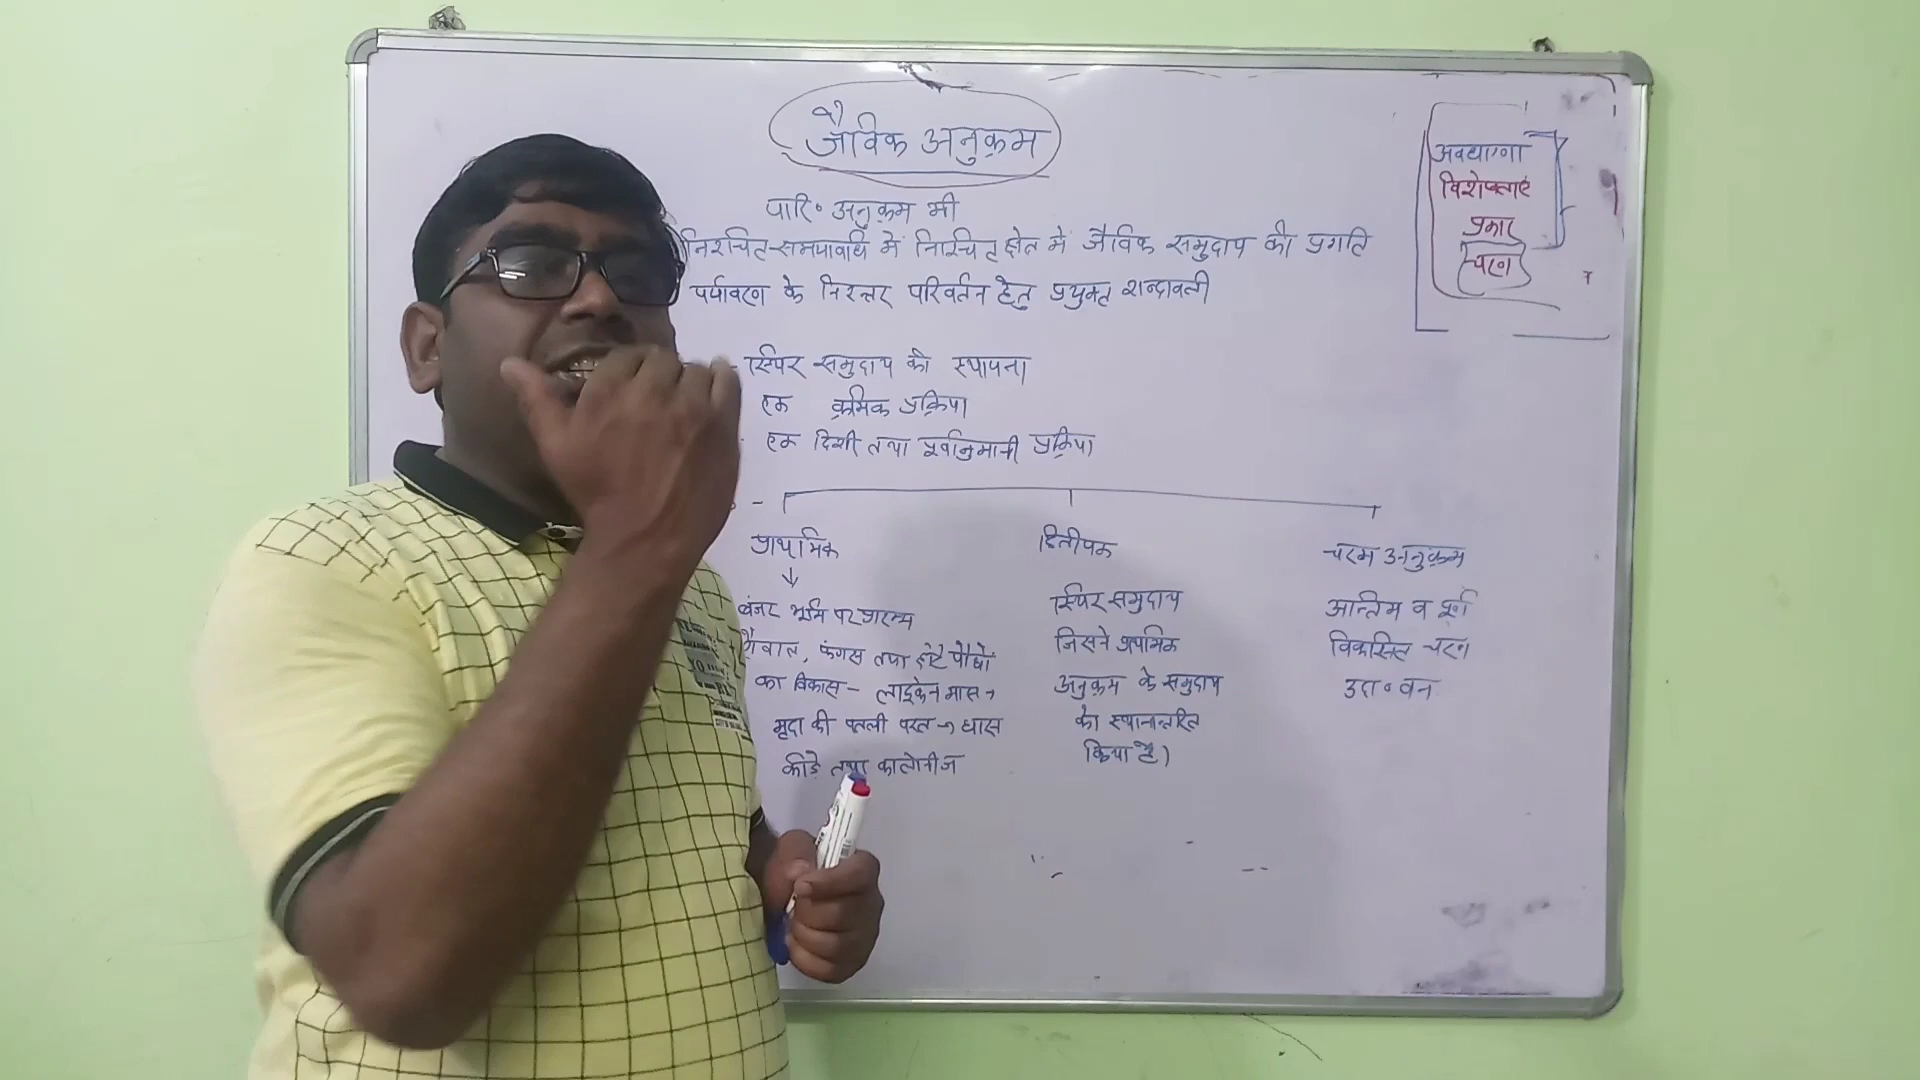 जैविक अनुक्रम
पारि॰ अनुक्रम भी
निश्चित समयावधि में निश्चित क्षेत्र में जैविक समुदाय की प्रगति
पर्यावरण के निरन्तर परिवर्तन हेतु प्रयुक्त शब्दावली
स्थिर समुदाय की स्थापना
एक क्रमिक प्रक्रिया
एक दिशी तथा पूर्वानुमानी प्रक्रिया
प्राथमिक
बंजर भूमि पर प्रारम्भ
शैवाल, फंगस तथा छोटे पौधों
का विकास - लाइकेन मास →
मृदा की पतली परत → घास
कीडे तथा कालोनीज
द्वितीयक
स्थिर समुदाय
जिसने प्राथमिक
अनुक्रम के समुदाय
को स्थानान्तरित
किया है)
चरम अनुक्रम
अन्तिम व पूर्ण
विकसित चरण
उदा॰ वन
अवधारणा
विशेषताएं
प्रकार
चरण